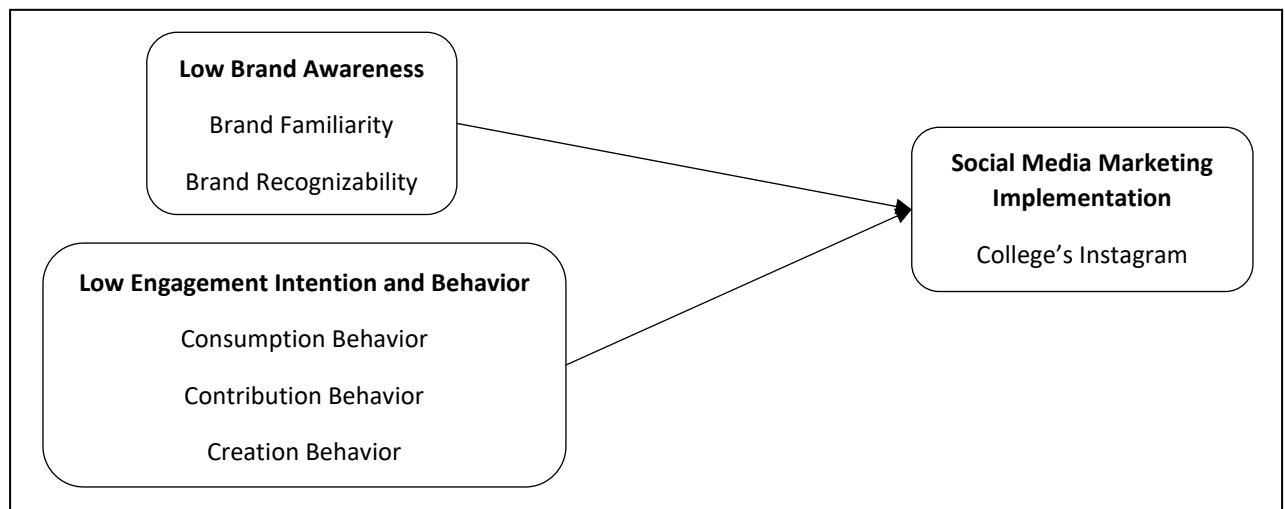 Low Brand Awareness
Brand Familiarity
Brand Recognizability
Low Engagement Intention and Behavior
Consumption Behavior
Contribution Behavior
Creation Behavior
Social Media Marketing
Implementation
College’s Instagram